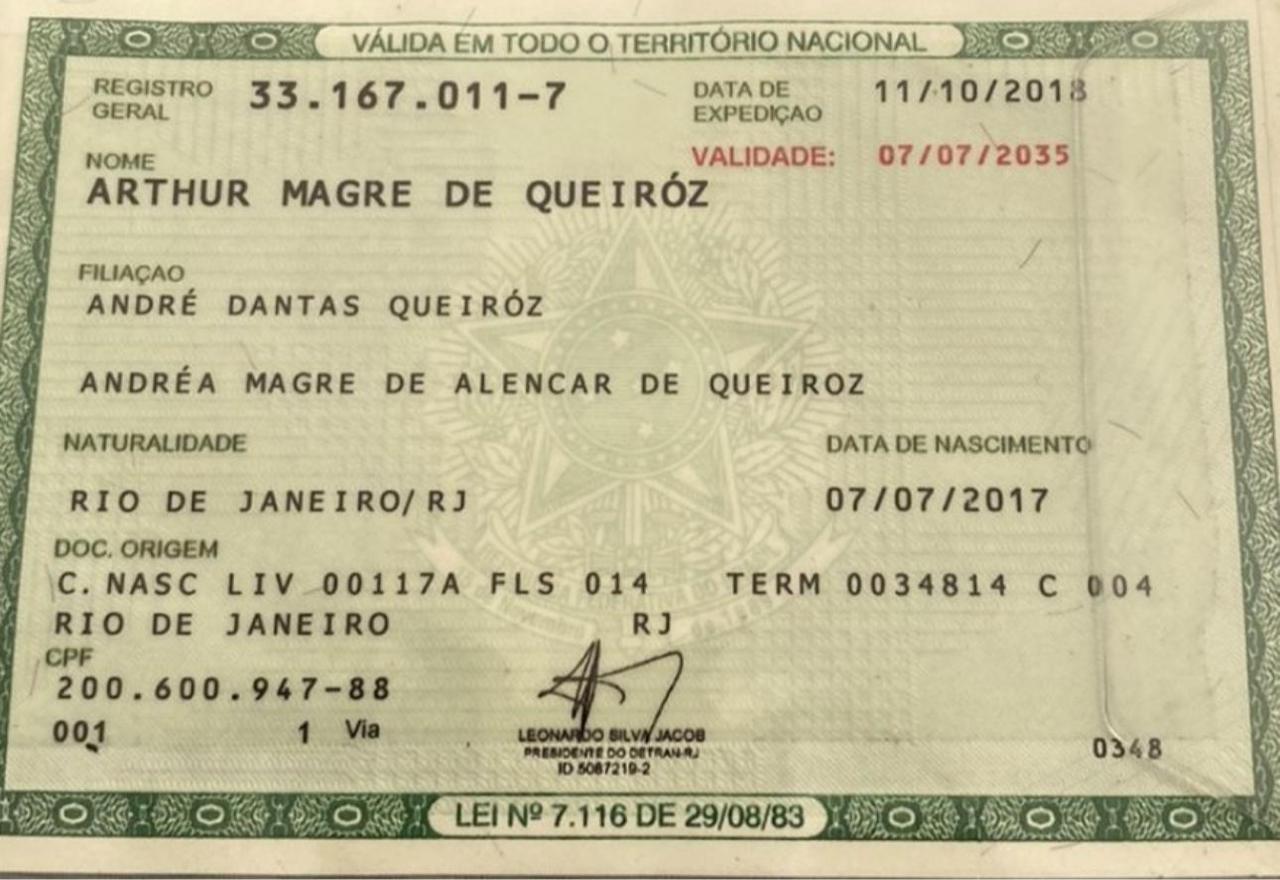 VÁLIDA EM TODO O TERRITÓRIO NACIONAL
REGISTRO GERAL 33.167.011-7 DATA DE EXPEDIÇAO 11/10/2018
VALIDADE: 07/07/2035
NOME
ARTHUR MAGRE DE QUEIRÓZ
FILIAÇAO
ANDRÉ DANTAS QUEIRÓZ
ANDRÉA MAGRE DE ALENCAR DE QUEIROZ
NATURALIDADE DATA DE NASCIMENTO
RIO DE JANEIRO/RJ 07/07/2017
DOC. ORIGEM
C. NASC LIV 00117A FLS 014 TERM 0034814 C 004
RIO DE JANEIRO RJ
CPF
200.600.947-88
001 1 Via
LEONARDO SILVA JACOB
PRESIDENTE DO DETRAN-RJ
ID 5087219-2
0348
LEI Nº 7.116 DE 29/08/83